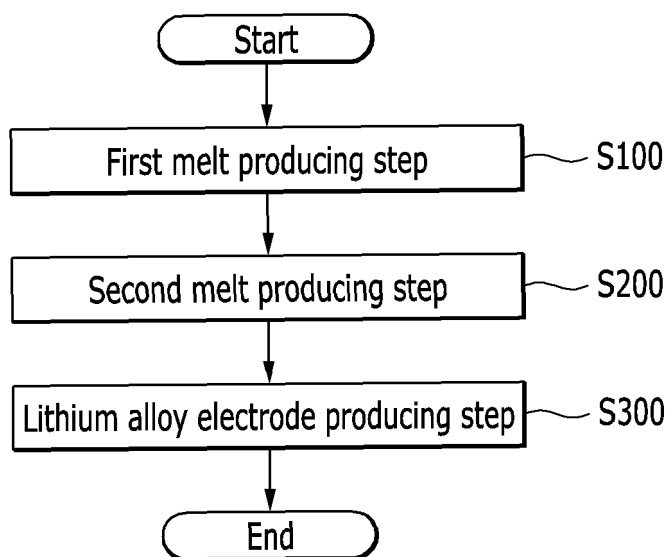 Start
First melt producing step
S100
Second melt producing step
S200
Lithium alloy electrode producing step
S300
End